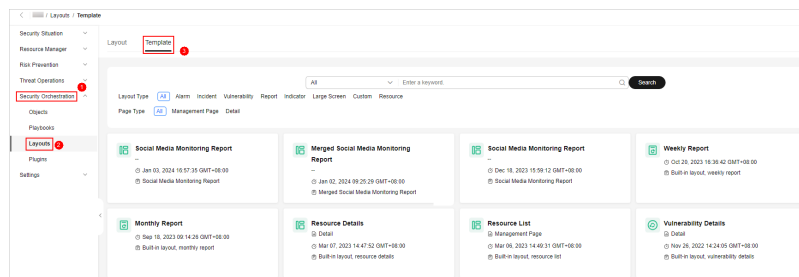 / Layouts / Template
Security Situation
Resource Manager
Risk Prevention
Threat Operations
1
Security Orchestration
Objects
Playbooks
Layouts 2
Plugins
Settings
Layout Template 3
All Enter a keyword. Search
Layout Type All Alarm Incident Vulnerability Report Indicator Large Screen Custom Resource
Page Type All Management Page Detail
Social Media Monitoring Report
--
Jan 03, 2024 16:57:35 GMT+08:00
Social Media Monitoring Report
Merged Social Media Monitoring
Report
--
Jan 02, 2024 09:25:29 GMT+08:00
Merged Social Media Monitoring Report
Social Media Monitoring Report
--
Dec 18, 2023 15:59:12 GMT+08:00
Social Media Monitoring Report
Weekly Report
Oct 20, 2023 16:36:42 GMT+08:00
Built-in layout, weekly report
Monthly Report
Sep 18, 2023 09:14:26 GMT+08:00
Built-in layout, monthly report
Resource Details
Detail
Mar 07, 2023 14:47:52 GMT+08:00
Built-in layout, resource details
Resource List
Management Page
Mar 06, 2023 14:49:31 GMT+08:00
Built-in layout, resource list
Vulnerability Details
Detail
Nov 26, 2022 14:24:05 GMT+08:00
Built-in layout, vulnerability details